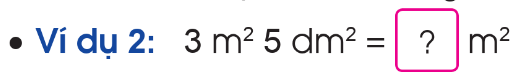 • Ví dụ 2: 3 m² 5 dm² = ? m²